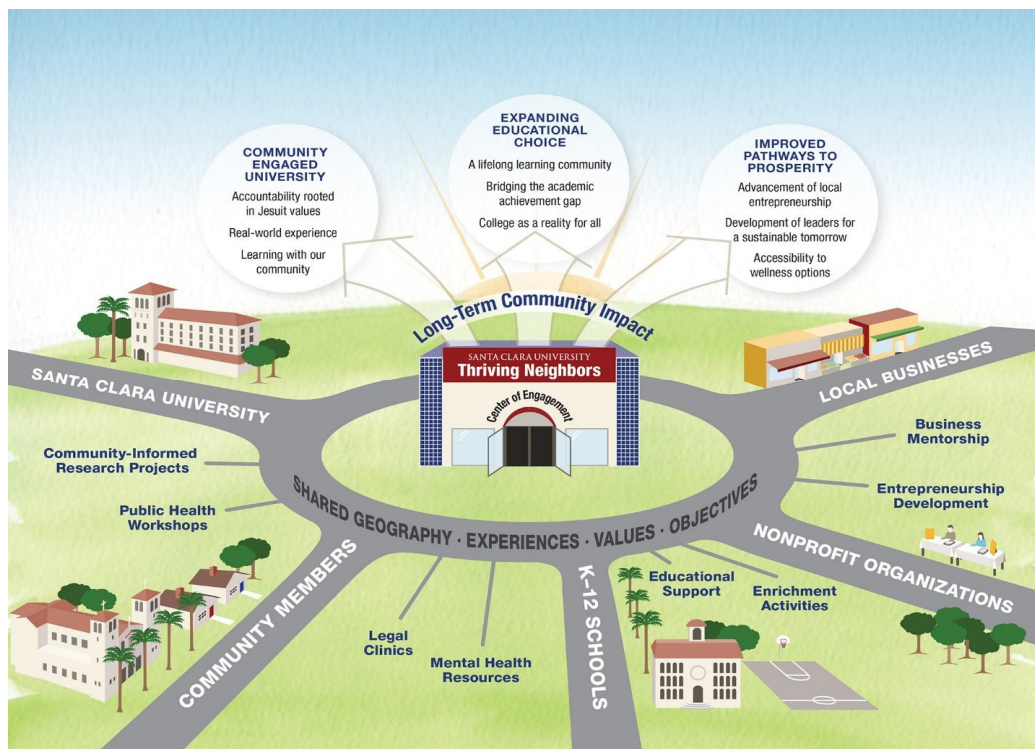 COMMUNITY
ENGAGED
UNIVERSITY
Accountability rooted
in Jesuit values
Real-world experience
Learning with our
community
EXPANDING
EDUCATIONAL
CHOICE
A lifelong learning community
Bridging the academic
achievement gap
College as a reality for all
IMPROVED
PATHWAYS TO
PROSPERITY
Advancement of local
entrepreneurship
Development of leaders for
a sustainable tomorrow
Accessibility to
wellness options
Long-Term Community Impact
SANTA CLARA UNIVERSITY
Thriving Neighbors
Center of Engagement
SANTA CLARA UNIVERSITY
LOCAL BUSINESSES
Community-Informed
Research Projects
Public Health
Workshops
Business
Mentorship
Entrepreneurship
Development
SHARED GEOGRAPHY · EXPERIENCES · VALUES · OBJECTIVES
COMMUNITY MEMBERS
Legal
Clinics
Mental Health
Resources
K–12 SCHOOLS
Educational
Support
Enrichment
Activities
NONPROFIT ORGANIZATIONS